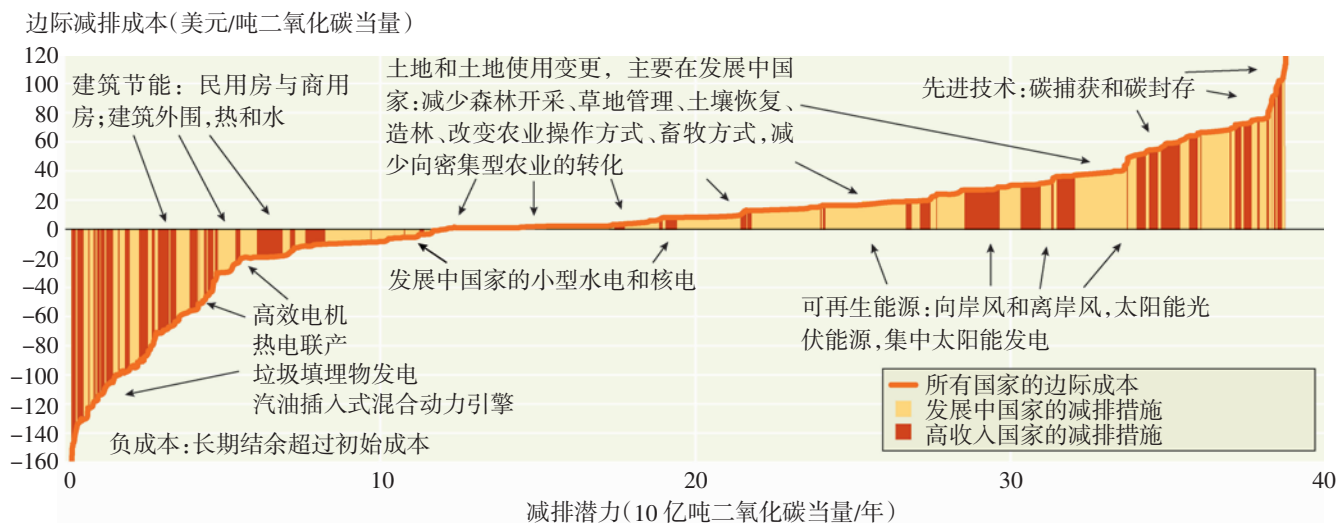 边际减排成本(美元/吨二氧化碳当量)
120
100
80
60
40
20
0
-20
-40
-60
-80
-100
-120
-140
-160
建筑节能：民用房与商用
房;建筑外围,热和水
土地和土地使用变更，主要在发展中国
家:减少森林开采、草地管理、土壤恢复、
造林、改变农业操作方式、畜牧方式,减
少向密集型农业的转化
先进技术:碳捕获和碳封存
发展中国家的小型水电和核电
高效电机
热电联产
垃圾填埋物发电
汽油插入式混合动力引擎
负成本:长期结余超过初始成本
可再生能源:向岸风和离岸风,太阳能光
伏能源,集中太阳能发电
所有国家的边际成本
发展中国家的减排措施
高收入国家的减排措施
0 10 20 30 40
减排潜力(10 亿吨二氧化碳当量/年)